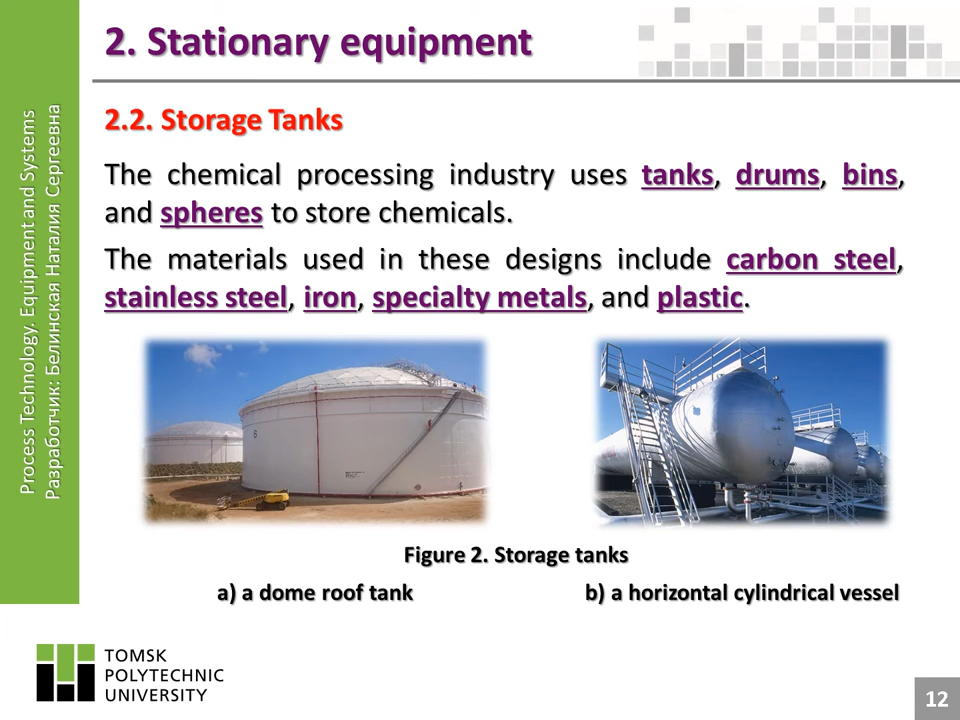 2. Stationary equipment
Process Technology. Equipment and Systems
Разработчик: Белинская Наталия Сергеевна
2.2. Storage Tanks
The chemical processing industry uses tanks, drums, bins,
and spheres to store chemicals.
The materials used in these designs include carbon steel,
stainless steel, iron, specialty metals, and plastic.
6
Figure 2. Storage tanks
a) a dome roof tank
b) a horizontal cylindrical vessel
TOMSK
POLYTECHNIC
UNIVERSITY
12